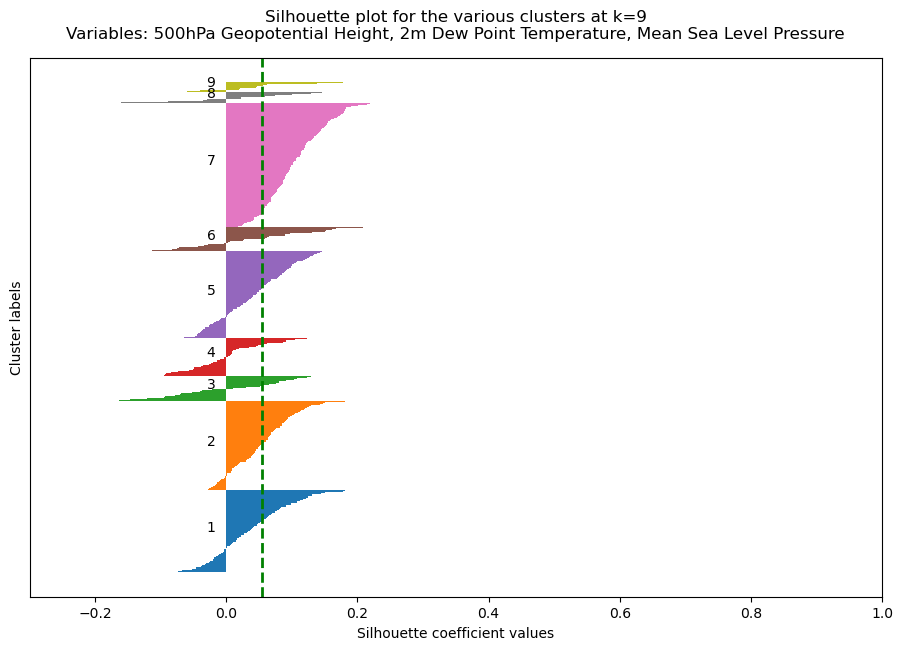 Silhouette plot for the various clusters at k=9
Variables: 500hPa Geopotential Height, 2m Dew Point Temperature, Mean Sea Level Pressure
Cluster labels
9
8
7
6
5
4
3
2
1
−0.2 0.0 0.2 0.4 0.6 0.8 1.0
Silhouette coefficient values